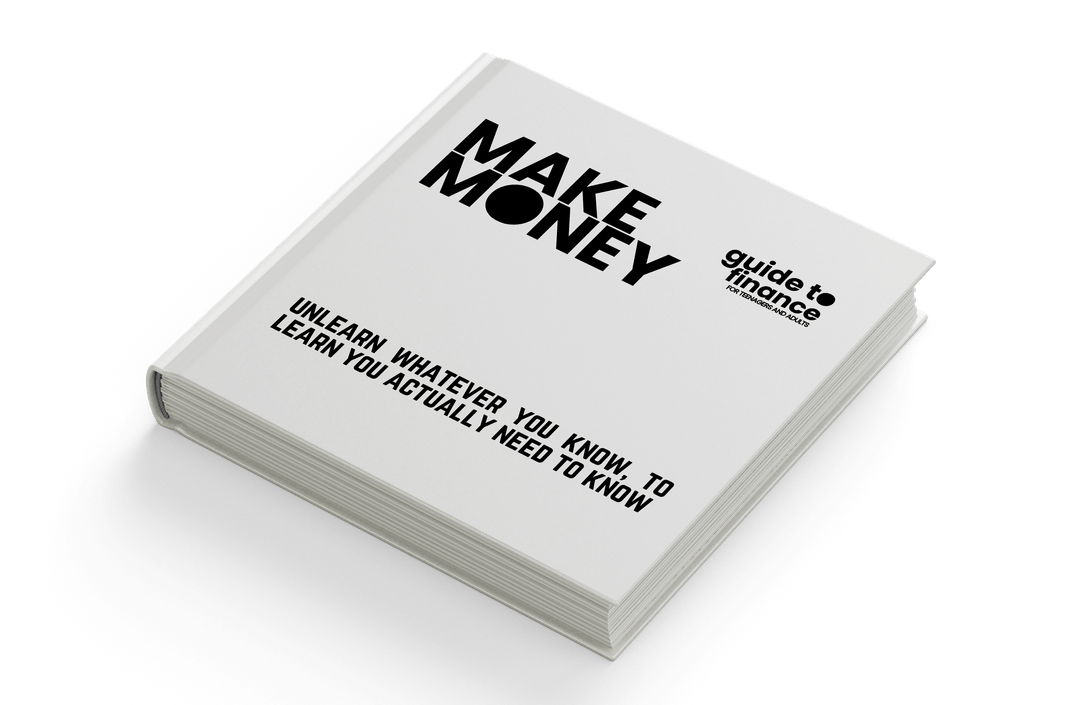 MAKE
MONEY
guide to
finance
FOR TEENAGERS AND ADULTS
UNLEARN WHATEVER YOU KNOW, TO
LEARN YOU ACTUALLY NEED TO KNOW